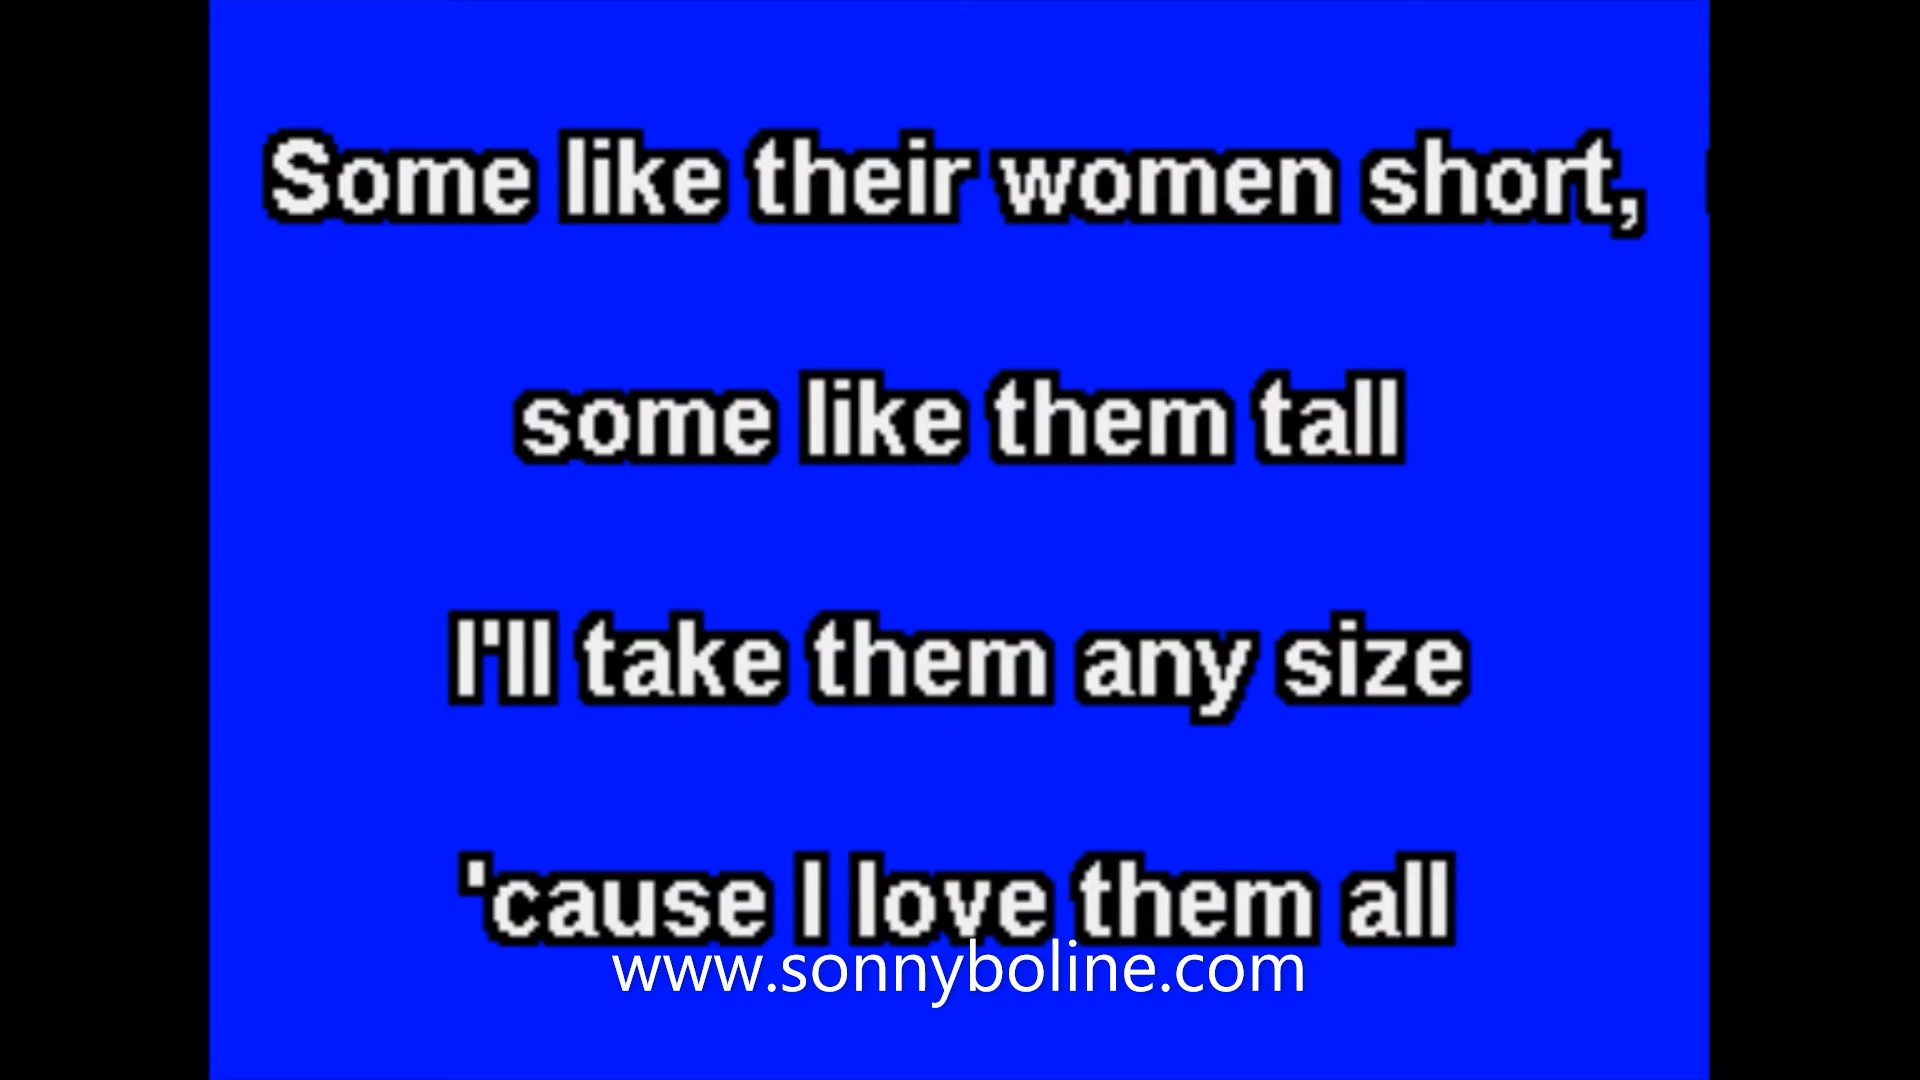 Some like their women short,
some like them tall
I'll take them any size
'cause I love them all
www.sonnyboline.com